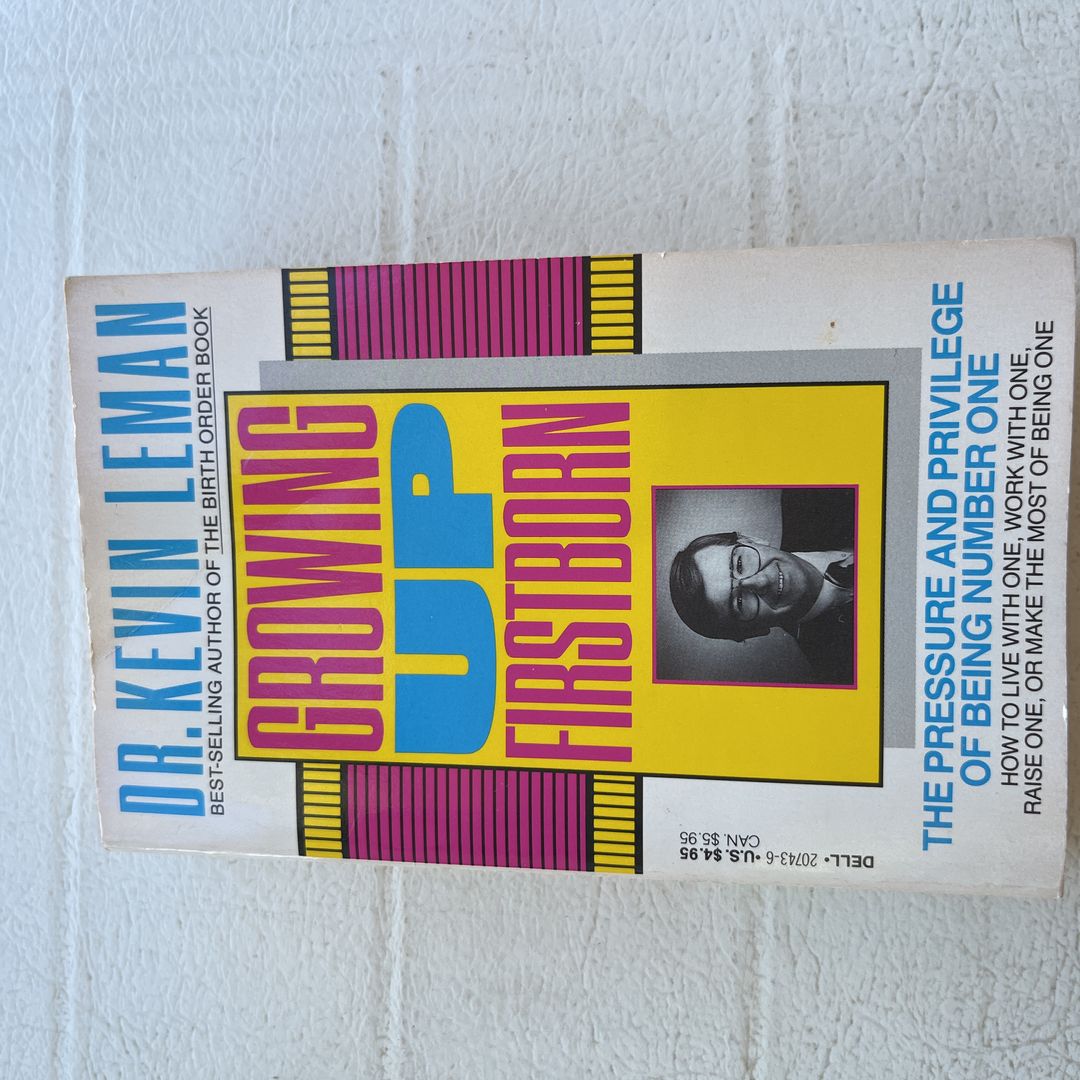 DR. KEVIN LEMAN
BEST-SELLING AUTHOR OF THE BIRTH ORDER BOOK
GROWING
UP
FIRSTBORN
DELL • 20743-6 • U.S. $4.95
CAN. $5.95
THE PRESSURE AND PRIVILEGE
OF BEING NUMBER ONE
HOW TO LIVE WITH ONE, WORK WITH ONE,
RAISE ONE, OR MAKE THE MOST OF BEING ONE